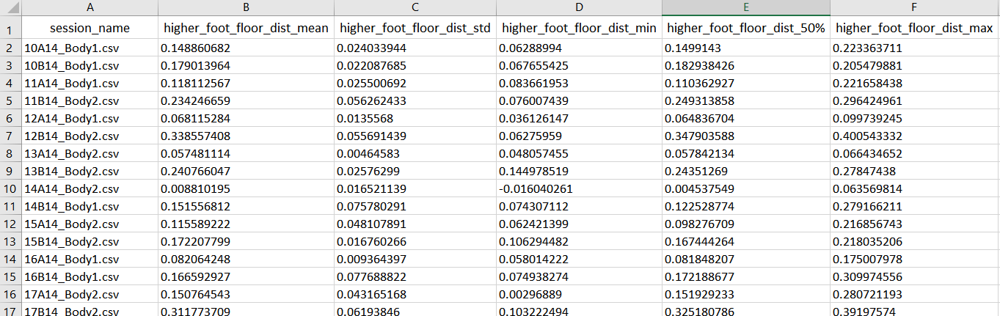 A B C D E F
1 session_name higher_foot_floor_dist_mean higher_foot_floor_dist_std higher_foot_floor_dist_min higher_foot_floor_dist_50% higher_foot_floor_dist_max
2 10A14_Body1.csv 0.148860682 0.024033944 0.06288994 0.1499143 0.223363711
3 10B14_Body1.csv 0.179013964 0.022087685 0.067655425 0.182938426 0.205479881
4 11A14_Body1.csv 0.118112567 0.025500692 0.083661953 0.110362927 0.221658438
5 11B14_Body2.csv 0.234246659 0.056262433 0.076007439 0.249313858 0.296424961
6 12A14_Body1.csv 0.068115284 0.0135568 0.036126147 0.064836704 0.099739245
7 12B14_Body2.csv 0.338557408 0.055691439 0.06275959 0.347903588 0.400543332
8 13A14_Body2.csv 0.057481114 0.00464583 0.048057455 0.057842134 0.066434652
9 13B14_Body2.csv 0.240766047 0.02576299 0.144978519 0.24351269 0.27847438
10 14A14_Body2.csv 0.008810195 0.016521139 -0.016040261 0.004537549 0.063569814
11 14B14_Body1.csv 0.151556812 0.075780291 0.074307112 0.122528774 0.279166211
12 15A14_Body2.csv 0.115589222 0.048107891 0.062421399 0.098276709 0.216856743
13 15B14_Body2.csv 0.172207799 0.016760266 0.106294482 0.167444264 0.218035206
14 16A14_Body1.csv 0.082064248 0.009364397 0.058014222 0.081848207 0.175007978
15 16B14_Body1.csv 0.166592927 0.077688822 0.074938274 0.172188677 0.309974556
16 17A14_Body2.csv 0.150764543 0.043165168 0.00296889 0.151929233 0.280721193
17 17B14_Body2.csv 0.311773709 0.06193846 0.103222494 0.325180786 0.39197574